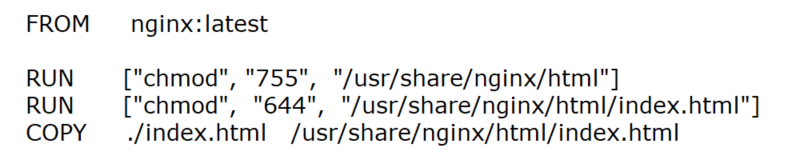 FROM nginx:latest
RUN ["chmod", "755", "/usr/share/nginx/html"]
RUN ["chmod", "644", "/usr/share/nginx/html/index.html"]
COPY ./index.html /usr/share/nginx/html/index.html